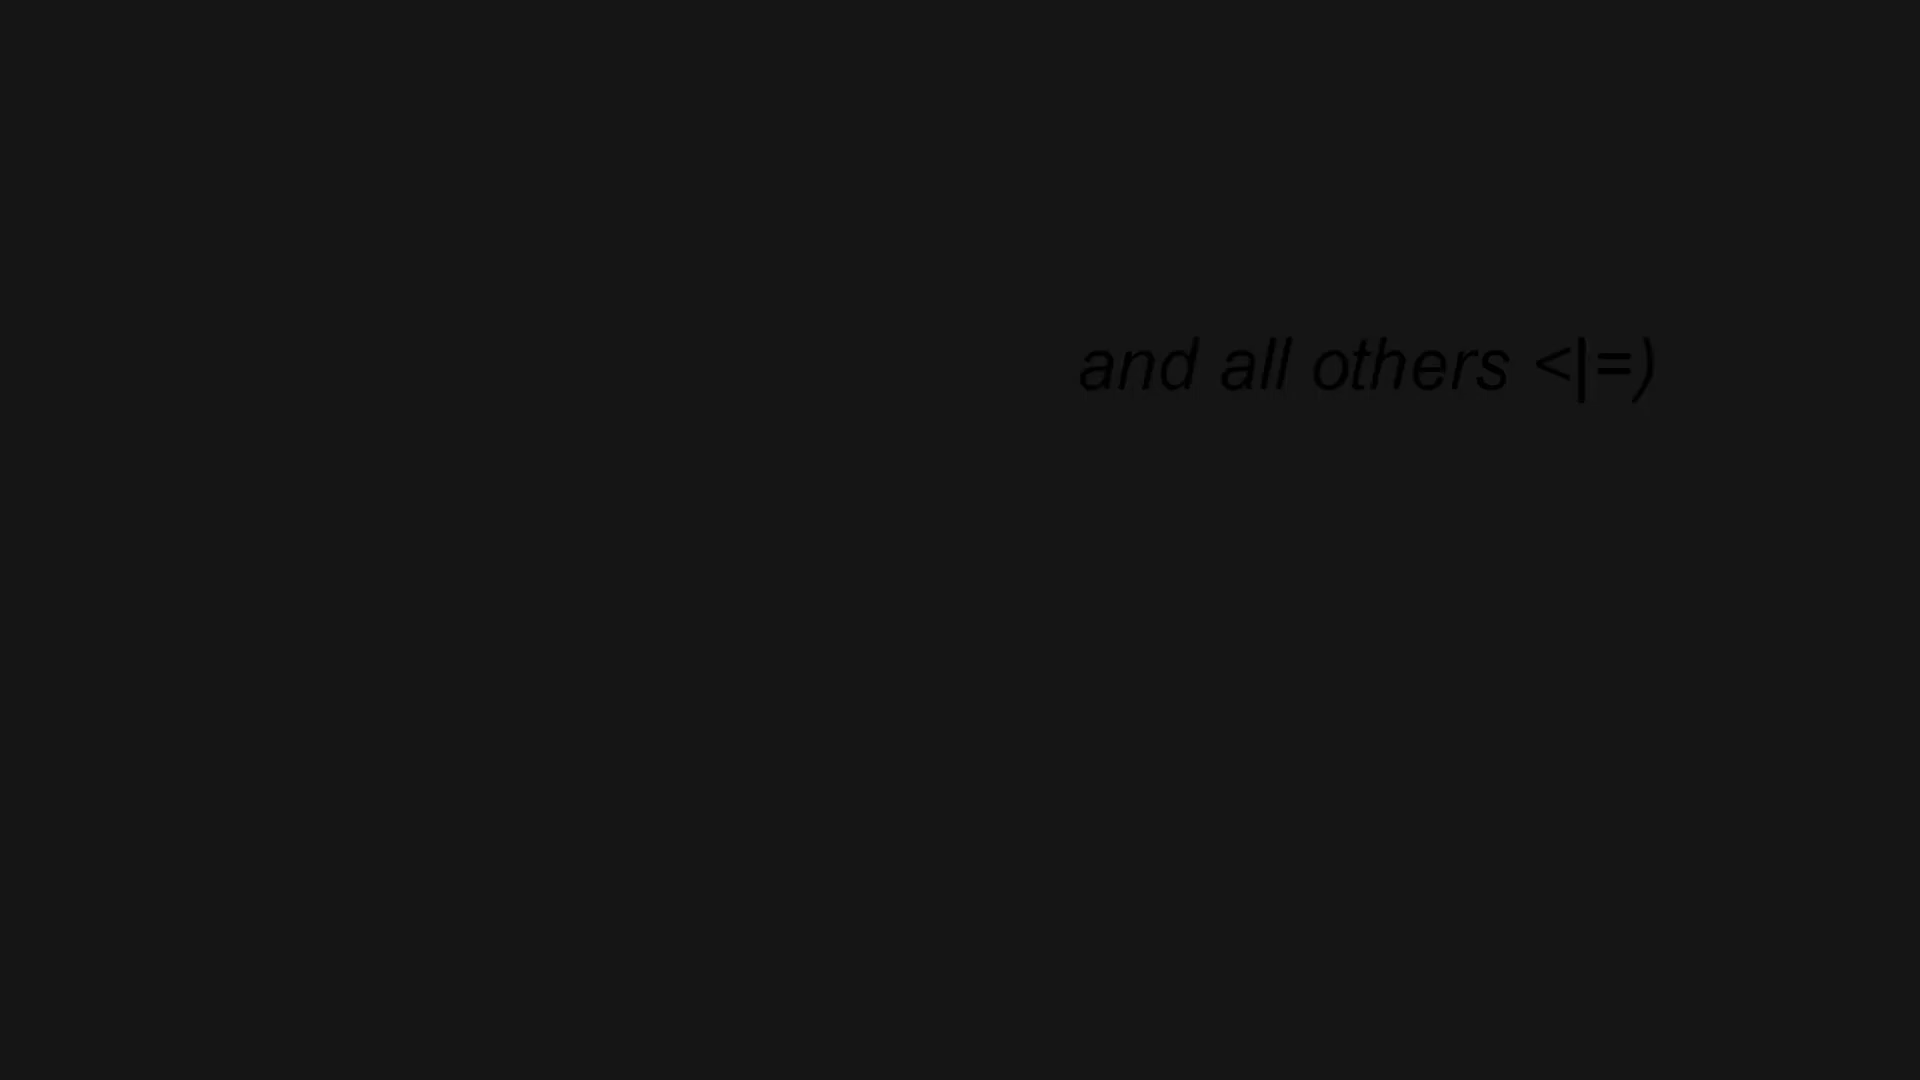 and all others <|=)